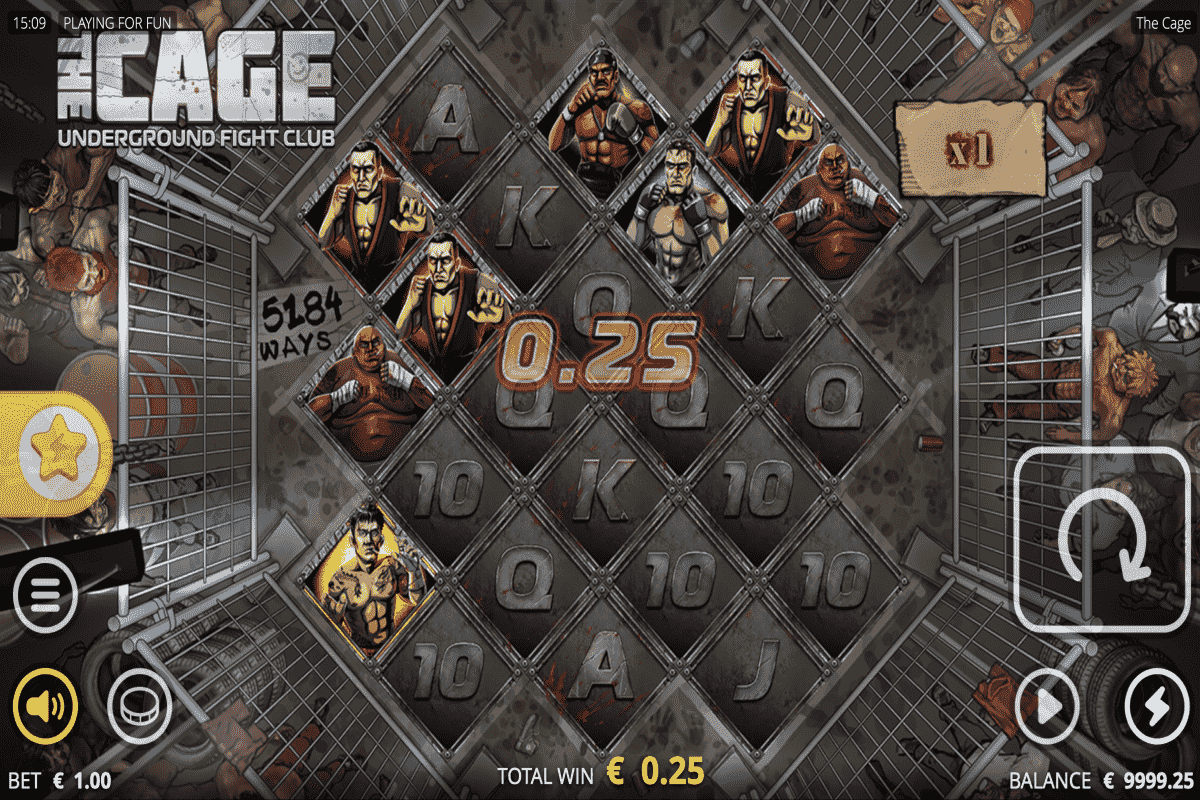 15:09 PLAYING FOR FUN
The Cage
THE CAGE
UNDERGROUND FIGHT CLUB
x1
A
K
5184
WAYS
Q
K
0.25
Q
Q
Q
10
K
10
Q
10
10
10
A
J
BET € 1.00
TOTAL WIN € 0.25
BALANCE € 9999.25